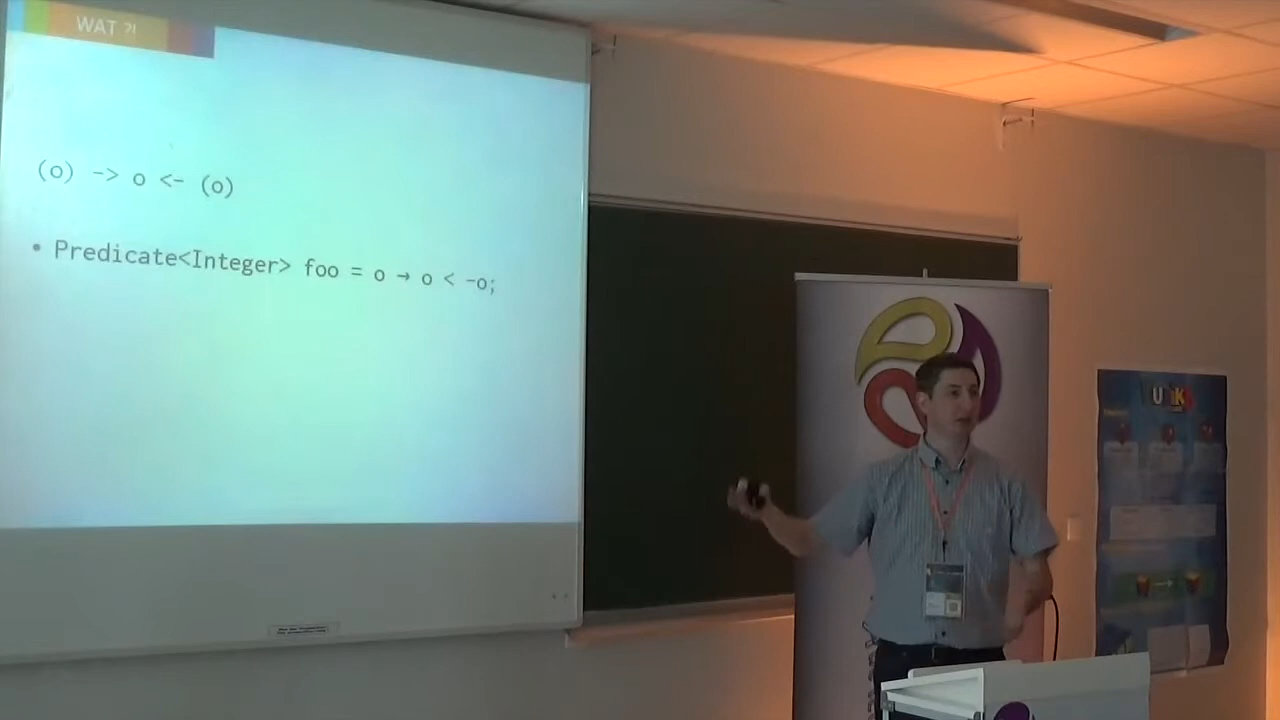 WAT ?!
(o) -> o <- (o)
• Predicate<Integer> foo = o → o < -o;